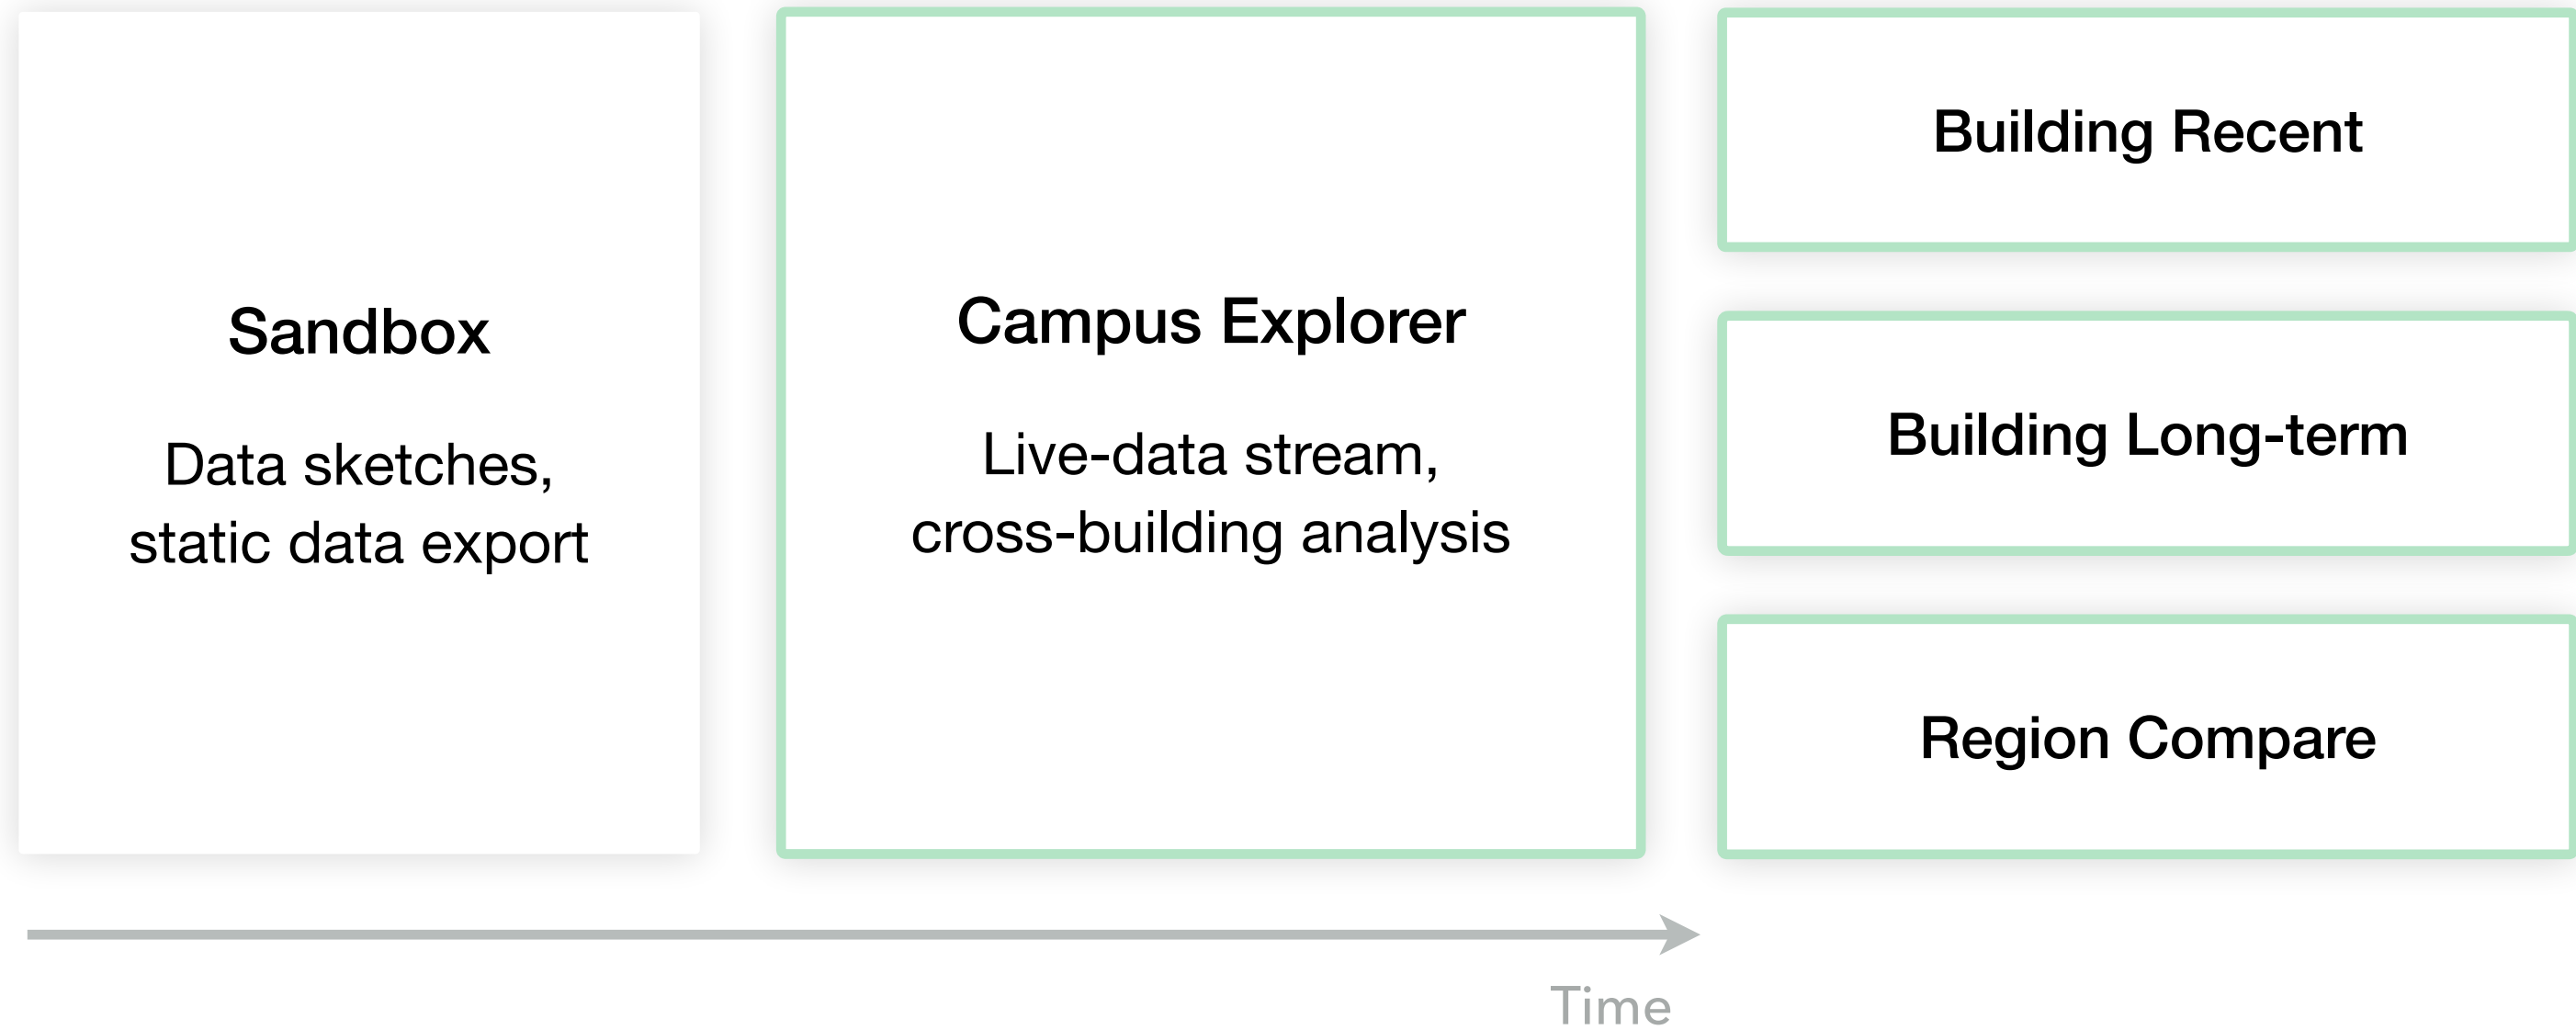 Sandbox
Data sketches,
static data export
Campus Explorer
Live-data stream,
cross-building analysis
Building Recent
Building Long-term
Region Compare
Time